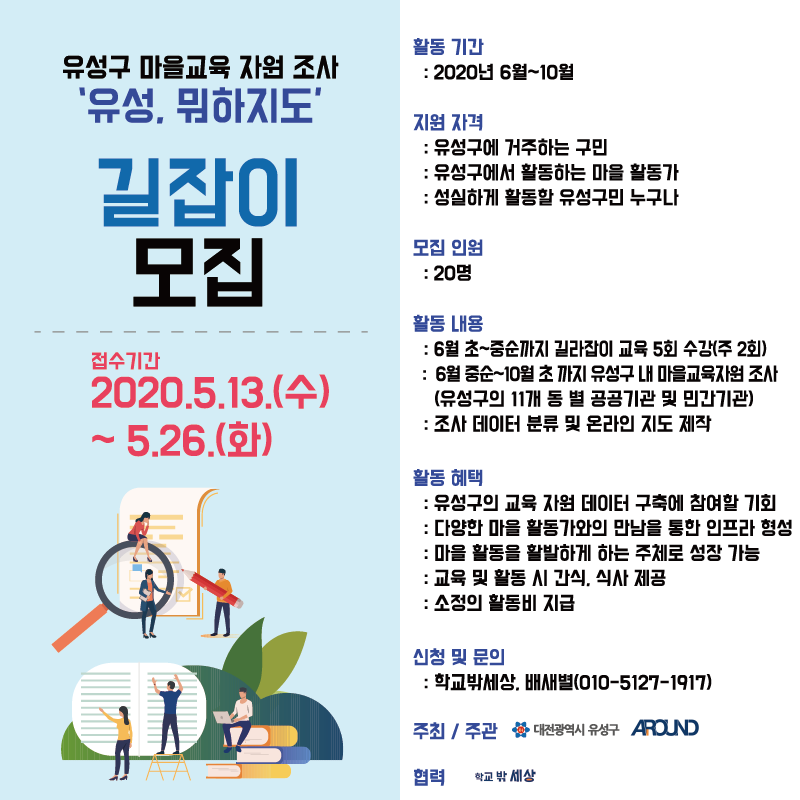 유성구 마을교육 자원 조사
‘유성, 뭐하지도’
길잡이
모집
접수기간
2020.5.13.(수)
~ 5.26.(화)
활동 기간
: 2020년 6월~10월
지원 자격
: 유성구에 거주하는 구민
: 유성구에서 활동하는 마을 활동가
: 성실하게 활동할 유성구민 누구나
모집 인원
: 20명
활동 내용
: 6월 초~중순까지 길라잡이 교육 5회 수강(주 2회)
: 6월 중순~10월 초 까지 유성구 내 마을교육자원 조사
(유성구의 11개 동 별 공공기관 및 민간기관)
: 조사 데이터 분류 및 온라인 지도 제작
활동 혜택
: 유성구의 교육 자원 데이터 구축에 참여할 기회
: 다양한 마을 활동가와의 만남을 통한 인프라 형성
: 마을 활동을 활발하게 하는 주체로 성장 가능
: 교육 및 활동 시 간식, 식사 제공
: 소정의 활동비 지급
신청 및 문의
: 학교밖세상, 배새별(010-5127-1917)
주최 / 주관 대전광역시 유성구 AROUND
협력 학교 밖 세상